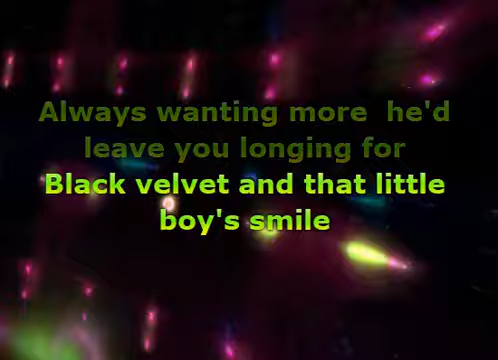 Always wanting more  he'd
leave you longing for
Black velvet and that little
boy's smile